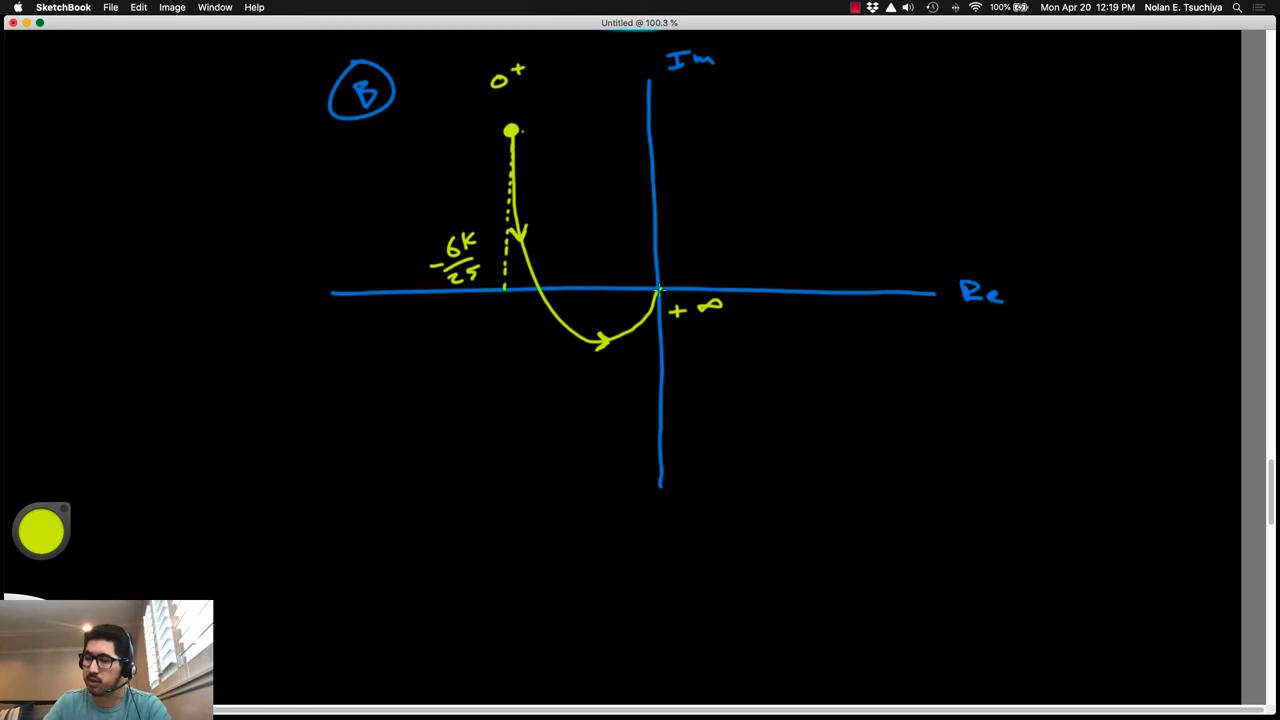 SketchBook File Edit Image Window Help 100% Mon Apr 20 12:19 PM Nolan E. Tsuchiya
Untitled @ 100.3 %
Im
B
0+
-6K/25
Re
+ ∞